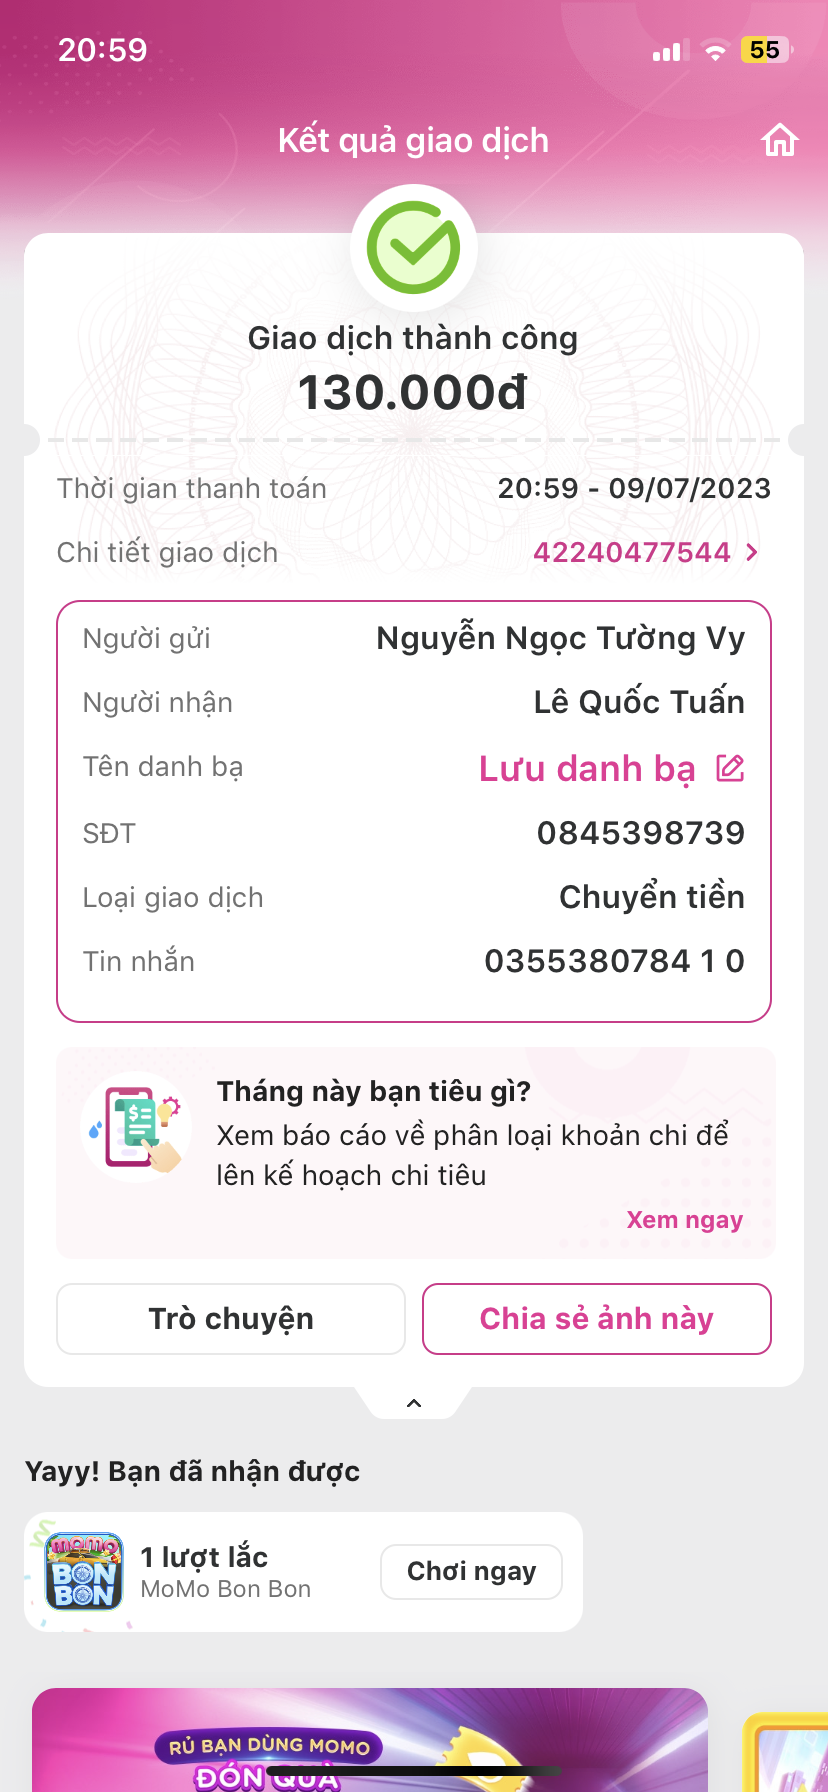 20:59
55
Kết quả giao dịch
Giao dịch thành công
130.000đ
Thời gian thanh toán 20:59 - 09/07/2023
Chi tiết giao dịch 42240477544
Người gửi Nguyễn Ngọc Tường Vy
Người nhận Lê Quốc Tuấn
Tên danh bạ Lưu danh bạ
SĐT 0845398739
Loại giao dịch Chuyển tiền
Tin nhắn 0355380784 1 0
Tháng này bạn tiêu gì?
Xem báo cáo về phân loại khoản chi để
lên kế hoạch chi tiêu
Xem ngay
Trò chuyện Chia sẻ ảnh này
Yayy! Bạn đã nhận được
MOMO
BON
BON
1 lượt lắc
MoMo Bon Bon
Chơi ngay
RỦ BẠN DÙNG MOMO
ĐÓN QUÀ